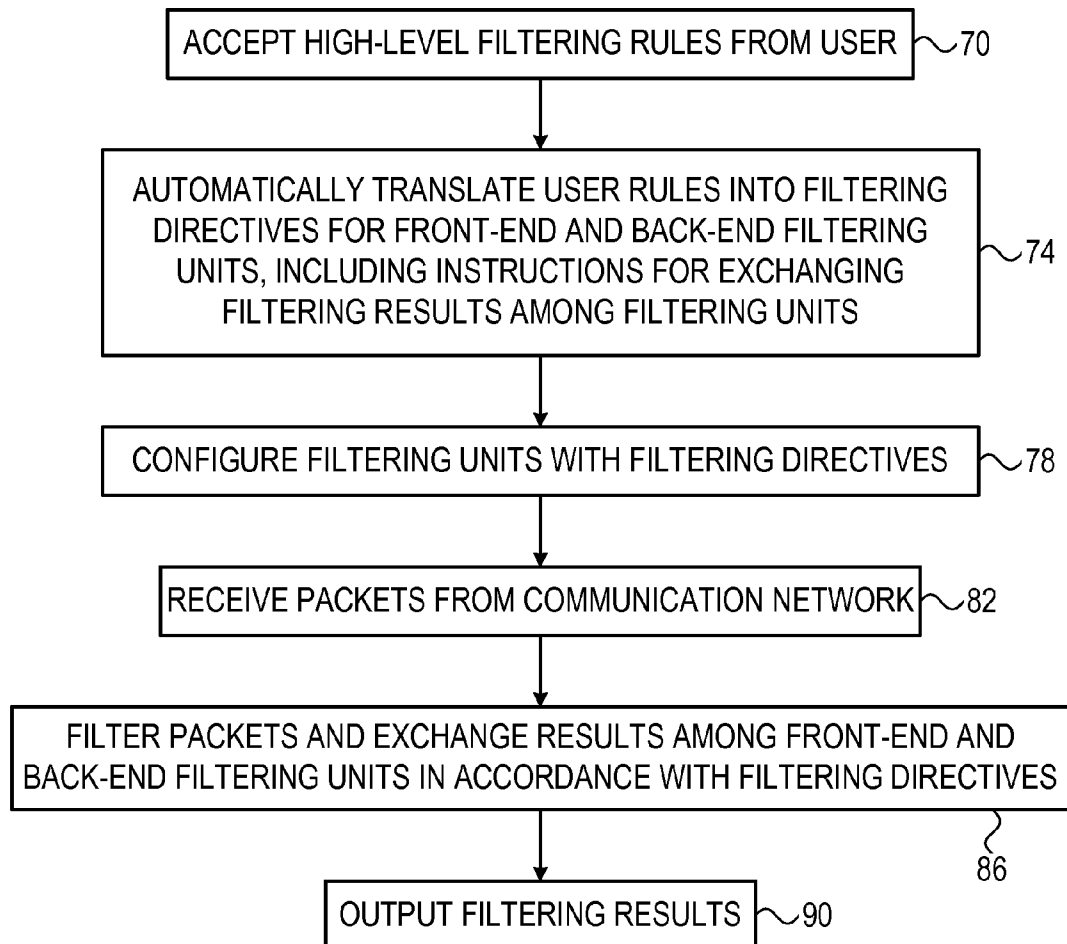 ACCEPT HIGH-LEVEL FILTERING RULES FROM USER
70
AUTOMATICALLY TRANSLATE USER RULES INTO FILTERING
DIRECTIVES FOR FRONT-END AND BACK-END FILTERING
UNITS, INCLUDING INSTRUCTIONS FOR EXCHANGING
FILTERING RESULTS AMONG FILTERING UNITS
74
CONFIGURE FILTERING UNITS WITH FILTERING DIRECTIVES
78
RECEIVE PACKETS FROM COMMUNICATION NETWORK
82
FILTER PACKETS AND EXCHANGE RESULTS AMONG FRONT-END AND
BACK-END FILTERING UNITS IN ACCORDANCE WITH FILTERING DIRECTIVES
86
OUTPUT FILTERING RESULTS
90